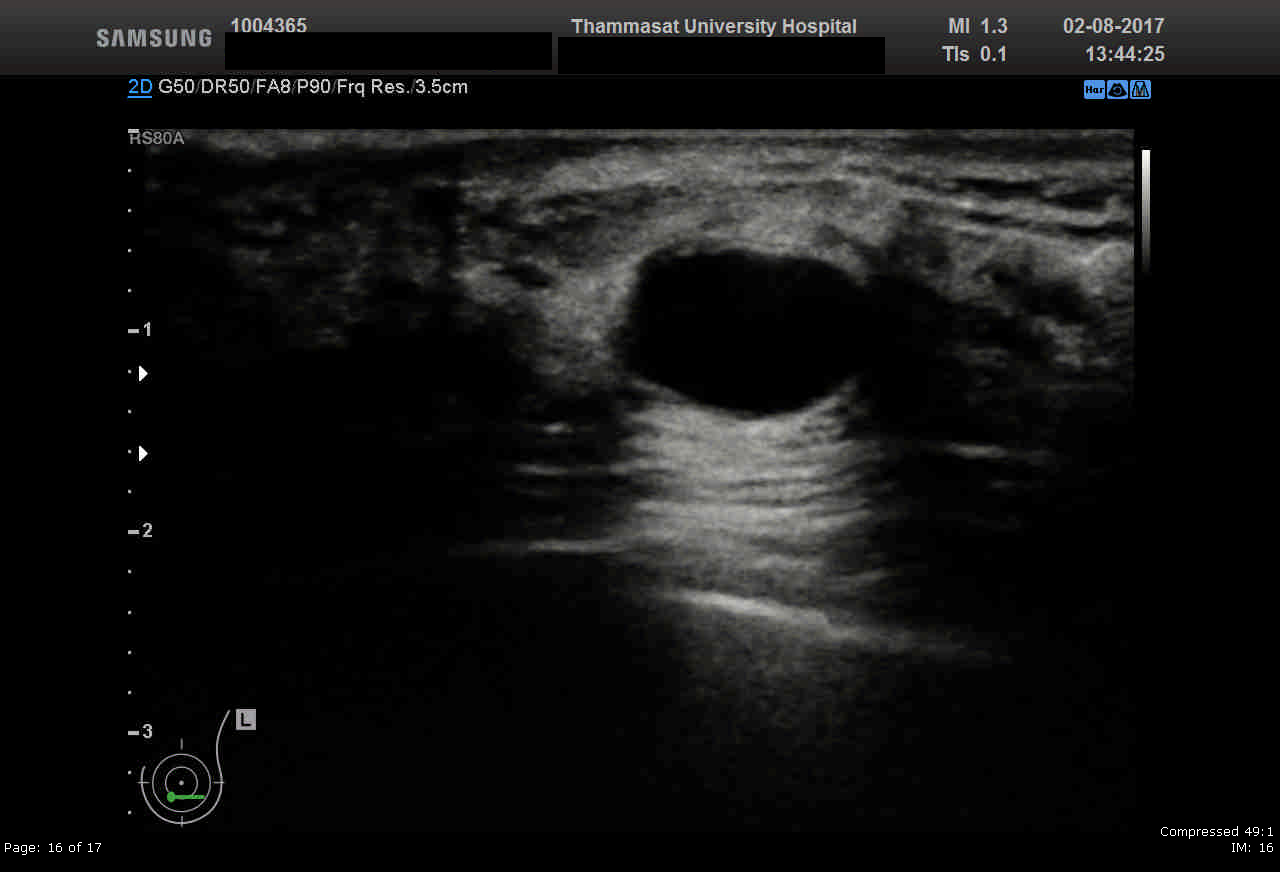 SAMSUNG
1004365
Thammasat University Hospital
MI 1.3
02-08-2017
TIs 0.1
13:44:25
2D G50/DR50/FA8/P90/Frq Res./3.5cm
Har
RS80A
1
2
3
L
Compressed 49:1
Page: 16 of 17
IM: 16